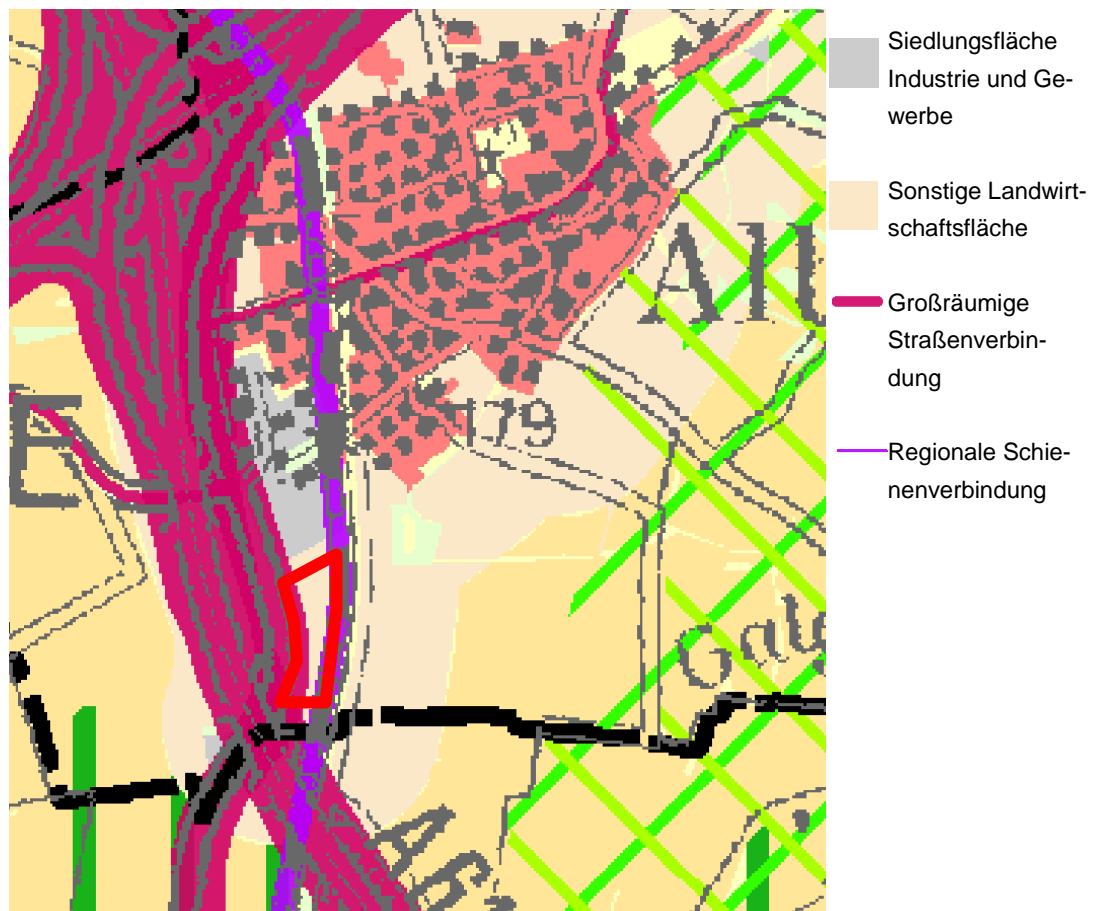 Siedlungsfläche
Industrie und Ge-
werbe
Sonstige Landwirt-
schaftsfläche
Großräumige
Straßenverbin-
dung
Regionale Schie-
nenverbindung
179
E